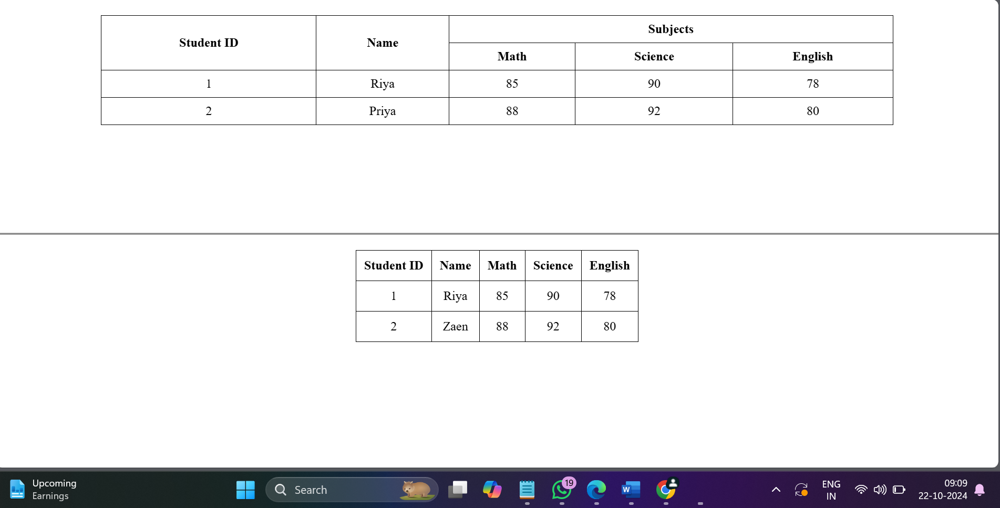 Student ID Name Subjects
Math Science English
1 Riya 85 90 78
2 Priya 88 92 80
Student ID Name Math Science English
1 Riya 85 90 78
2 Zaen 88 92 80
Upcoming
Earnings
Search
19
W
ENG
IN
09:09
22-10-2024